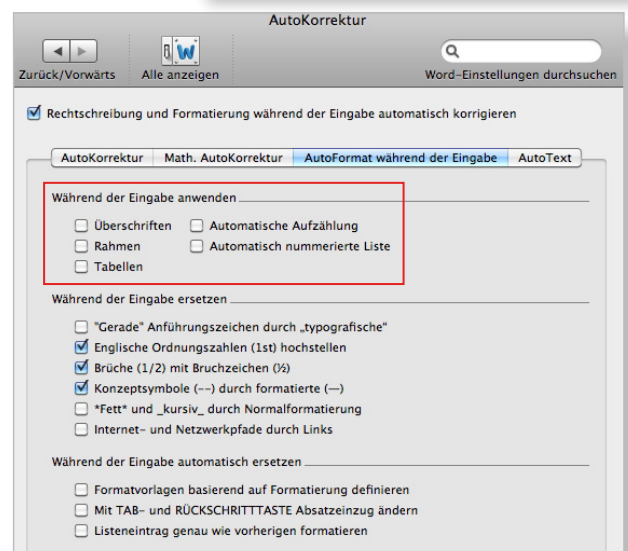 AutoKorrektur
Zurück/Vorwärts Alle anzeigen Word-Einstellungen durchsuchen
Rechtschreibung und Formatierung während der Eingabe automatisch korrigieren
AutoKorrektur Math. AutoKorrektur AutoFormat während der Eingabe AutoText
Während der Eingabe anwenden
Überschriften Automatische Aufzählung
Rahmen Automatisch nummerierte Liste
Tabellen
Während der Eingabe ersetzen
"Gerade" Anführungszeichen durch „typografische“
Englische Ordnungszahlen (1st) hochstellen
Brüche (1/2) mit Bruchzeichen (½)
Konzeptsymbole (--) durch formatierte (—)
*Fett* und _kursiv_ durch Normalformatierung
Internet- und Netzwerkpfade durch Links
Während der Eingabe automatisch ersetzen
Formatvorlagen basierend auf Formatierung definieren
Mit TAB- und RÜCKSCHRITTTASTE Absatzeinzug ändern
Listeneintrag genau wie vorherigen formatieren